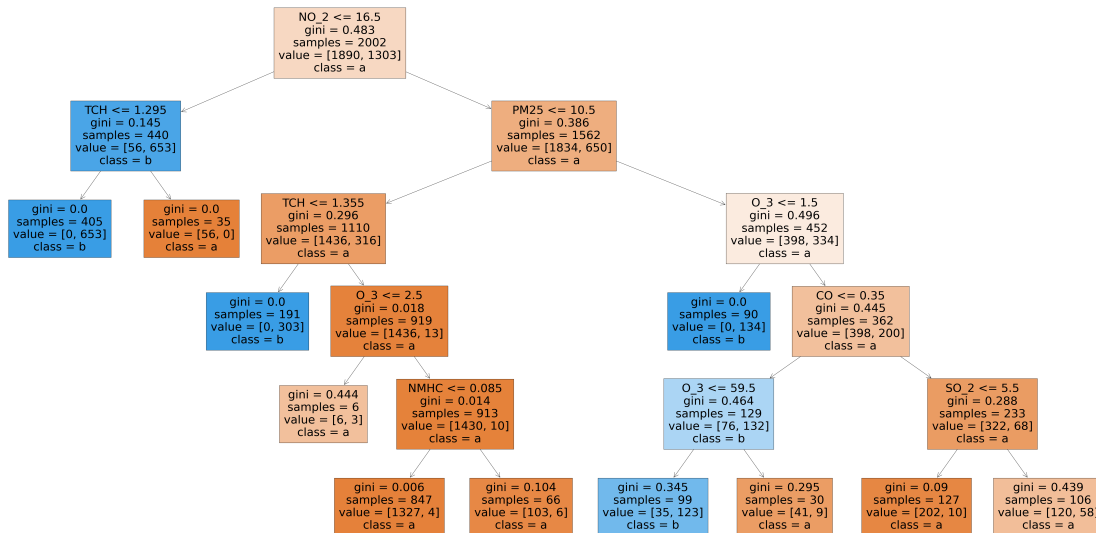 NO_2 <= 16.5
gini = 0.483
samples = 2002
value = [1890, 1303]
class = a
TCH <= 1.295
gini = 0.145
samples = 440
value = [56, 653]
class = b
PM25 <= 10.5
gini = 0.386
samples = 1562
value = [1834, 650]
class = a
gini = 0.0
samples = 405
value = [0, 653]
class = b
gini = 0.0
samples = 35
value = [56, 0]
class = a
TCH <= 1.355
gini = 0.296
samples = 1110
value = [1436, 316]
class = a
O_3 <= 1.5
gini = 0.496
samples = 452
value = [398, 334]
class = a
gini = 0.0
samples = 191
value = [0, 303]
class = b
O_3 <= 2.5
gini = 0.018
samples = 919
value = [1436, 13]
class = a
gini = 0.0
samples = 90
value = [0, 134]
class = b
CO <= 0.35
gini = 0.445
samples = 362
value = [398, 200]
class = a
gini = 0.444
samples = 6
value = [6, 3]
class = a
NMHC <= 0.085
gini = 0.014
samples = 913
value = [1430, 10]
class = a
O_3 <= 59.5
gini = 0.464
samples = 129
value = [76, 132]
class = b
SO_2 <= 5.5
gini = 0.288
samples = 233
value = [322, 68]
class = a
gini = 0.006
samples = 847
value = [1327, 4]
class = a
gini = 0.104
samples = 66
value = [103, 6]
class = a
gini = 0.345
samples = 99
value = [35, 123]
class = b
gini = 0.295
samples = 30
value = [41, 9]
class = a
gini = 0.09
samples = 127
value = [202, 10]
class = a
gini = 0.439
samples = 106
value = [120, 58]
class = a